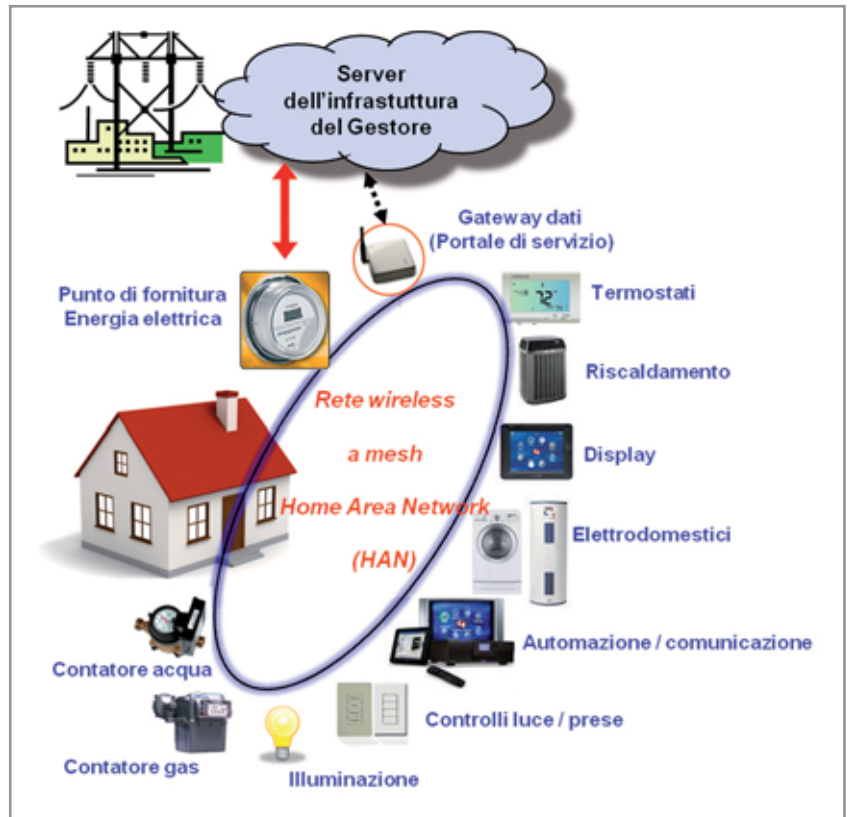 Server
dell'infrastuttura
del Gestore
Gateway dati
(Portale di servizio)
Punto di fornitura
Energia elettrica
Termostati
Riscaldamento
Rete wireless
a mesh
Home Area Network
(HAN)
Display
Elettrodomestici
Automazione / comunicazione
Contatore acqua
Controlli luce / prese
Contatore gas
Illuminazione